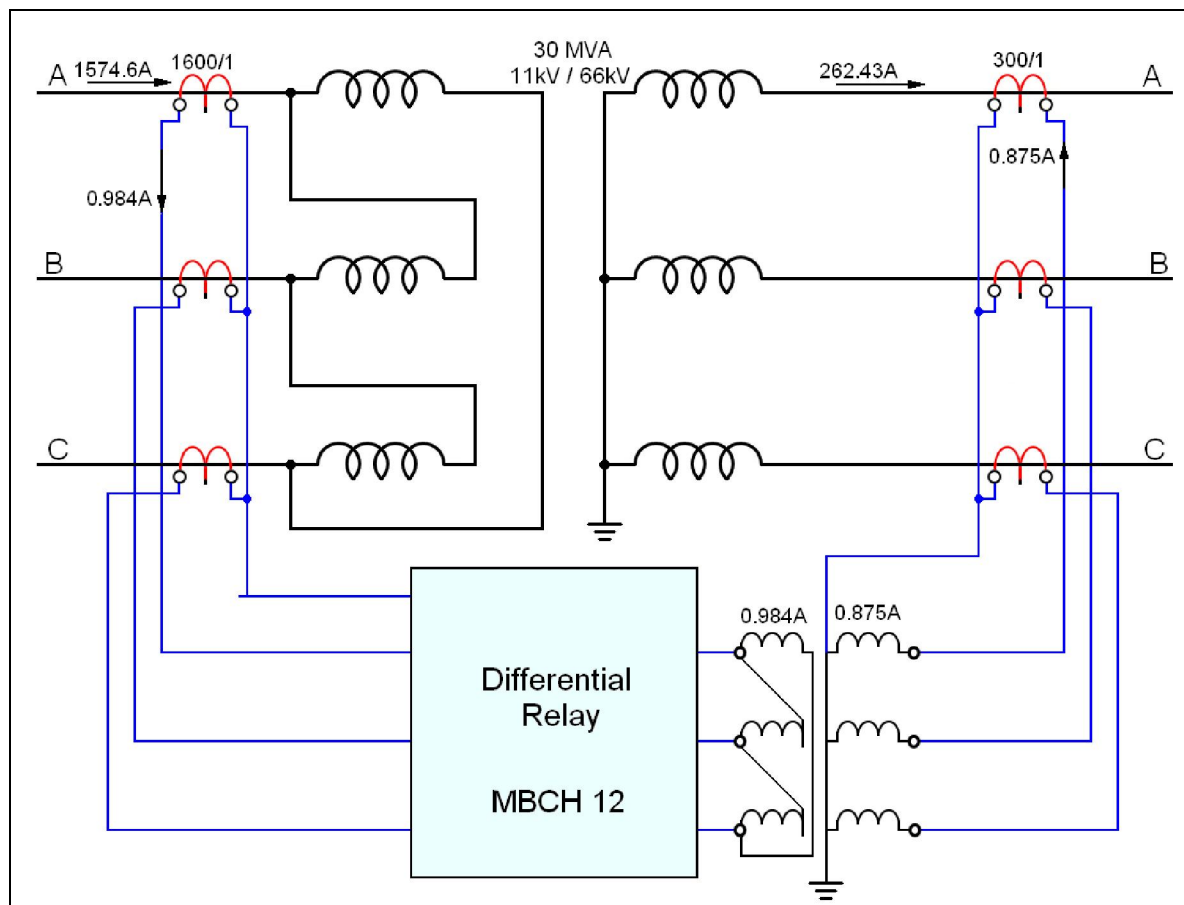 30 MVA
11kV / 66kV
A 1574.6A 1600/1
262.43A 300/1 A
0.984A
0.875A
B
B
C
C
0.984A 0.875A
Differential
Relay
MBCH 12